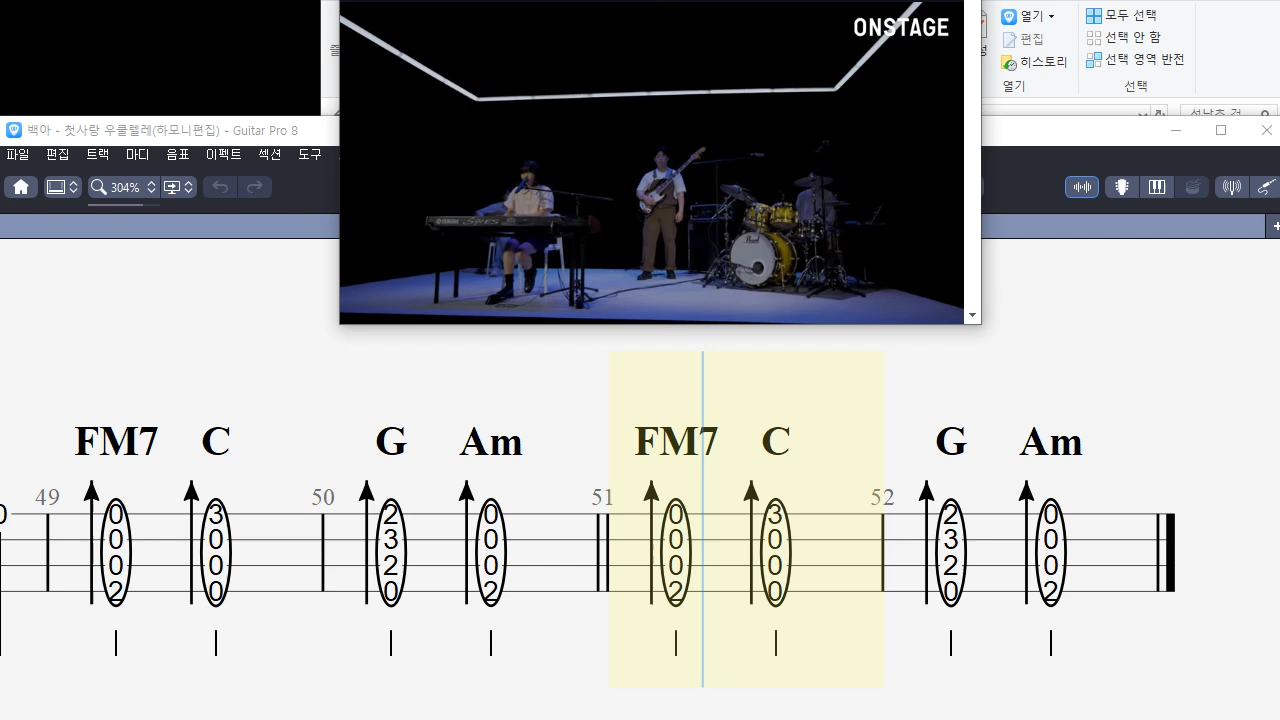 ONSTAGE
열기
모두 선택
편집
선택 안 함
히스토리
선택 영역 반전
열기
선택
백아 - 첫사랑 우쿨렐레(하모니편집) - Guitar Pro 8
파일 편집 트랙 마디 음표 이펙트 섹션 도구
304%
YAMAHA
Pearl
FM7 C G Am FM7 C G Am
49 50 51 52
0 0 3 2 0 0 3 2 0
0 0 3 0 0 0 3 0
0 0 2 0 0 0 2 0
2 0 0 2 2 0 0 2